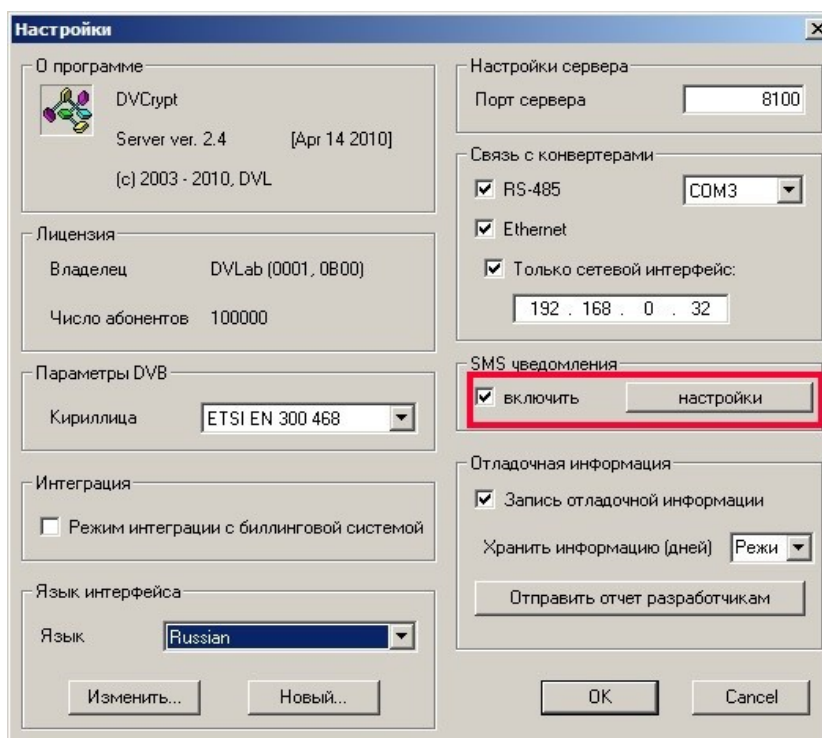 Настройки
О программе
DVCrypt
Server ver. 2.4 [Apr 14 2010]
(c) 2003 - 2010, DVL
Лицензия
Владелец DVLab (0001, 0B00)
Число абонентов 100000
Параметры DVB
Кириллица ETSI EN 300 468
Интеграция
Режим интеграции с биллинговой системой
Язык интерфейса
Язык Russian
Изменить... Новый...
Настройки сервера
Порт сервера 8100
Связь с конвертерами
RS-485 COM3
Ethernet
Только сетевой интерфейс:
192 . 168 . 0 . 32
SMS уведомления
включить настройки
Отладочная информация
Запись отладочной информации
Хранить информацию (дней) Режи
Отправить отчет разработчикам
OK Cancel